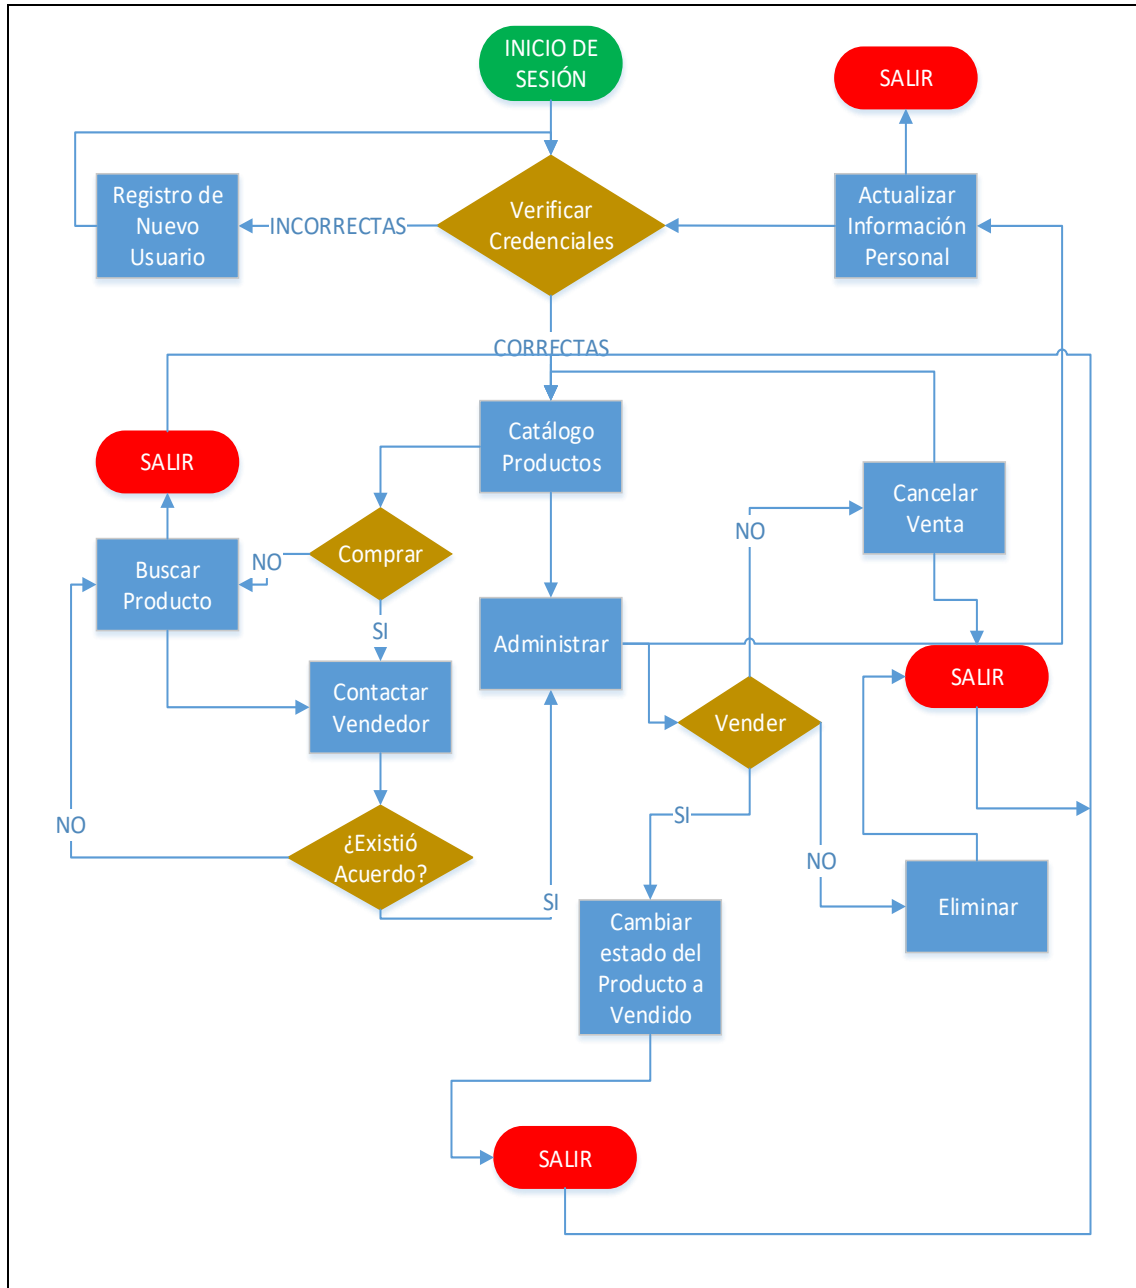 INICIO DE
SESIÓN
SALIR
Registro de
Nuevo
Usuario
INCORRECTAS
Verificar
Credenciales
Actualizar
Información
Personal
CORRECTAS
Catálogo
Productos
SALIR
Cancelar
Venta
NO
Comprar
NO
Buscar
Producto
SI
Administrar
SALIR
Contactar
Vendedor
Vender
NO
¿Existió
Acuerdo?
SI
SI
NO
Eliminar
Cambiar
estado del
Producto a
Vendido
SALIR